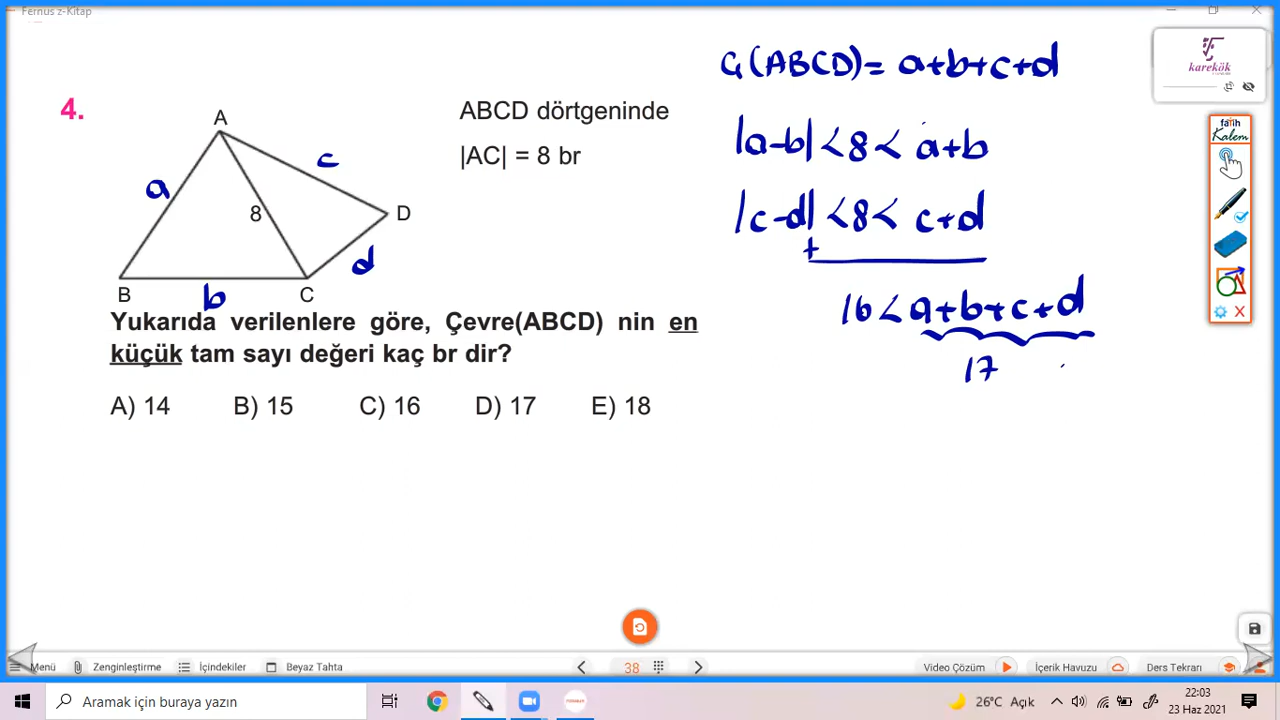 Fernus z-Kitap
Ç(ABCD)= a+b+c+d
karekök
4.
ABCD dörtgeninde
|AC| = 8 br
A
a
c
8
D
d
B
b
C
fatih
Kalem
|a-b| < 8 < a+b
|c-d| < 8 < c+d
+
16 < a+b+c+d
17
Yukarıda verilenlere göre, Çevre(ABCD) nin en
küçük tam sayı değeri kaç br dir?
A) 14 B) 15 C) 16 D) 17 E) 18
Menü Zenginleştirme İçindekiler Beyaz Tahta 38 Video Çözüm İçerik Havuzu Ders Tekrarı
Aramak için buraya yazın 26°C Açık 22:03
23 Haz 2021